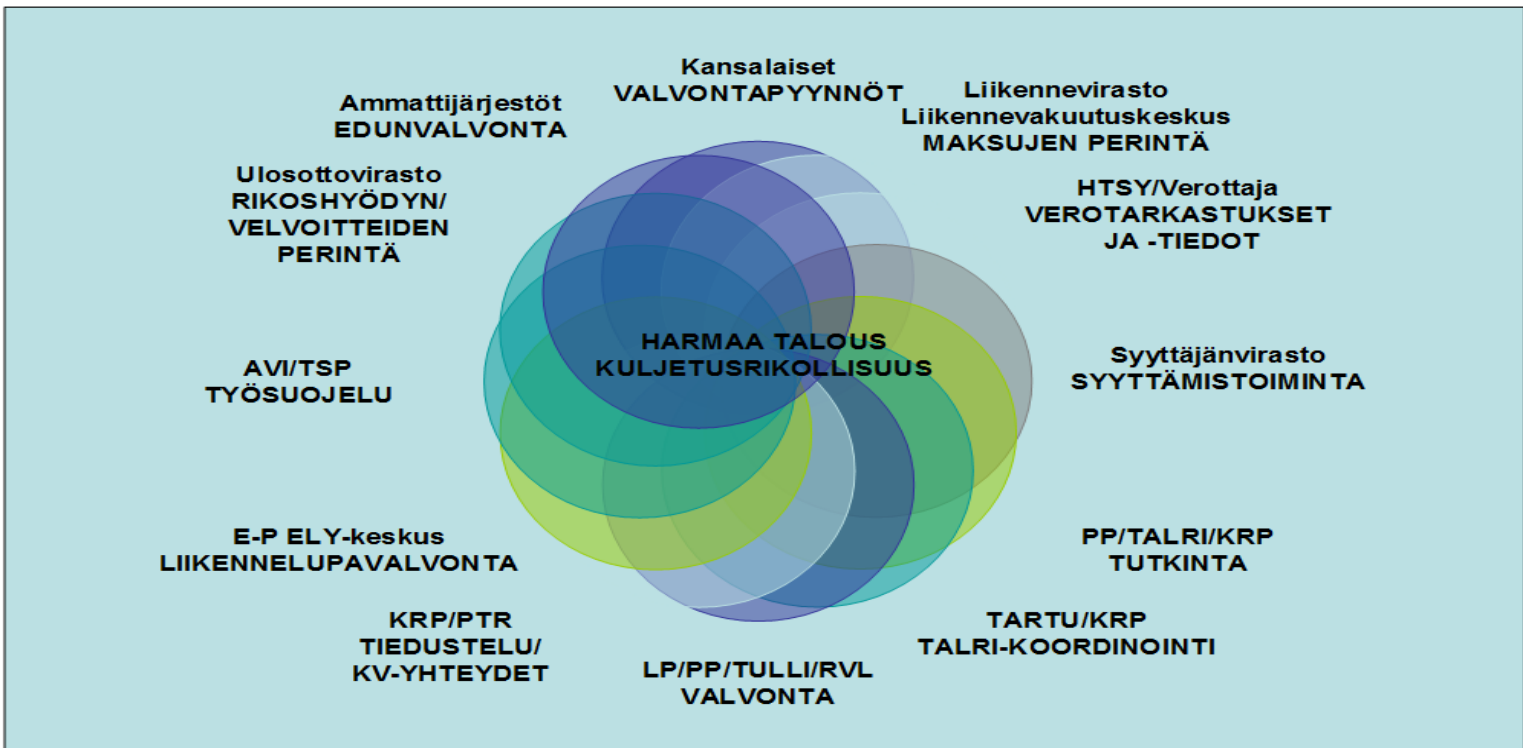 Kansalaiset
VALVONTAPYYNNÖT
Liikennevirasto
Liikennevakuutuskeskus
MAKSUJEN PERINTÄ
HTSY/Verottaja
VEROTARKASTUKSET
JA -TIEDOT
Syyttäjänvirasto
SYYTTÄMISTOIMINTA
PP/TALRI/KRP
TUTKINTA
TARTU/KRP
TALRI-KOORDINOINTI
LP/PP/TULLI/RVL
VALVONTA
KRP/PTR
TIEDUSTELU/
KV-YHTEYDET
E-P ELY-keskus
LIIKENNELUPAVALVONTA
AVI/TSP
TYÖSUOJELU
Ulosottovirasto
RIKOSHYÖDYN/
VELVOITTEIDEN
PERINTÄ
Ammattijärjestöt
EDUNVALVONTA
HARMAA TALOUS
KULJETUSRIKOLLISUUS